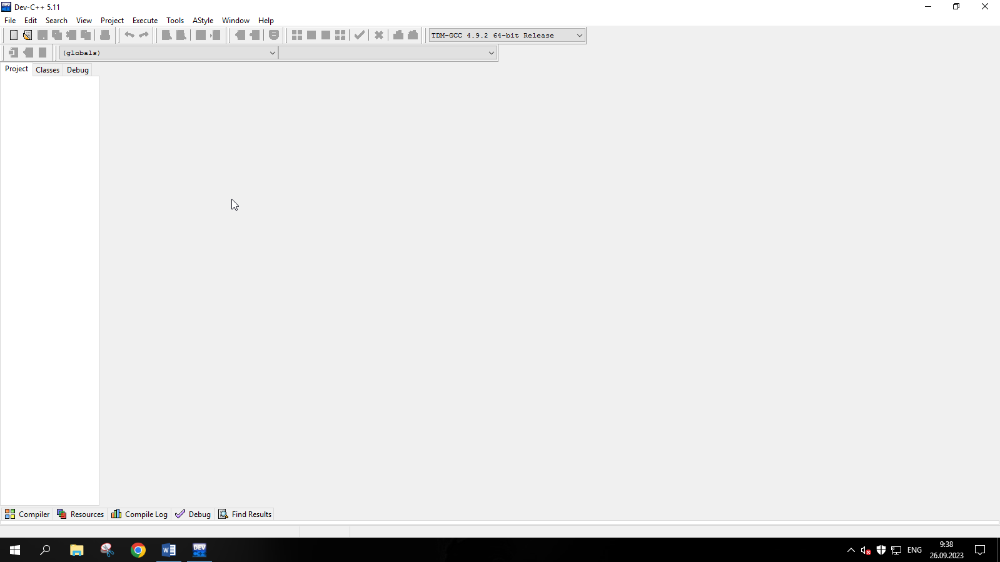 Dev-C++ 5.11
File Edit Search View Project Execute Tools AStyle Window Help
TDM-GCC 4.9.2 64-bit Release
(globals)
Project Classes Debug
Compiler Resources Compile Log Debug Find Results
DEV
ENG
9:38
26.09.2023